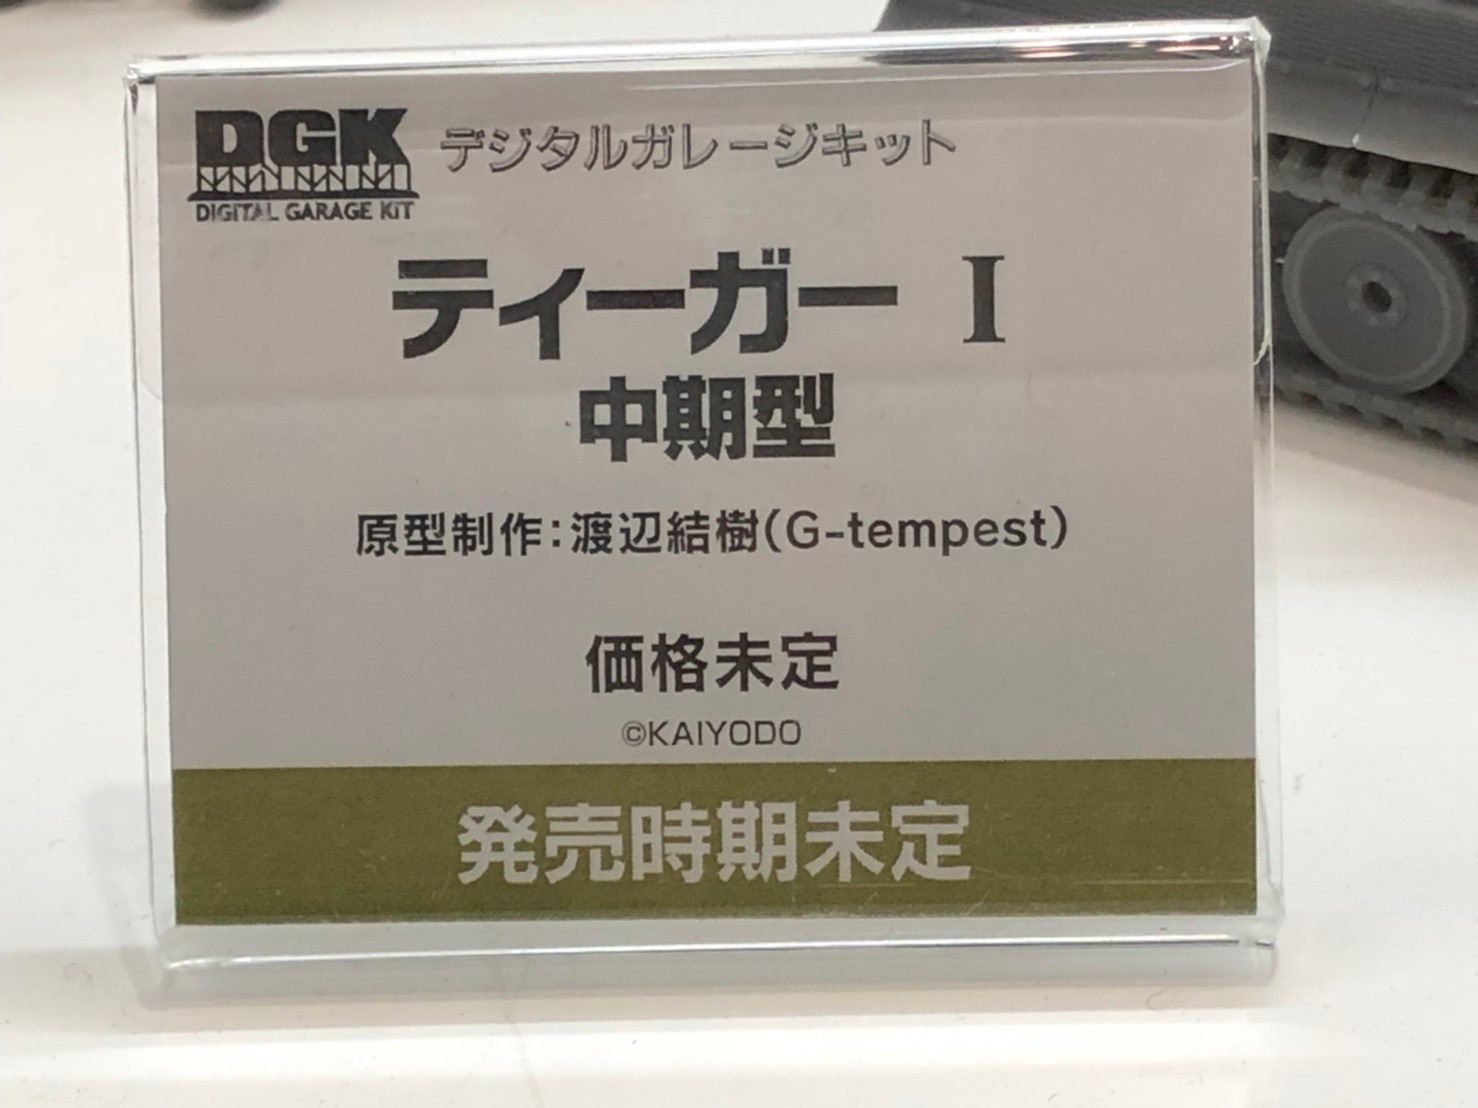 DGK デジタルガレージキット
DIGITAL GARAGE KIT
ティーガー I
中期型
原型制作:渡辺結樹(G-tempest)
価格未定
©KAIYODO
発売時期未定